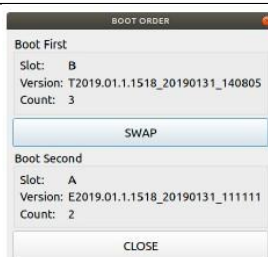 BOOT ORDER
Boot First
Slot: B
Version: T2019.01.1.1518_20190131_140805
Count: 3
SWAP
Boot Second
Slot: A
Version: E2019.01.1.1518_20190131_111111
Count: 2
CLOSE